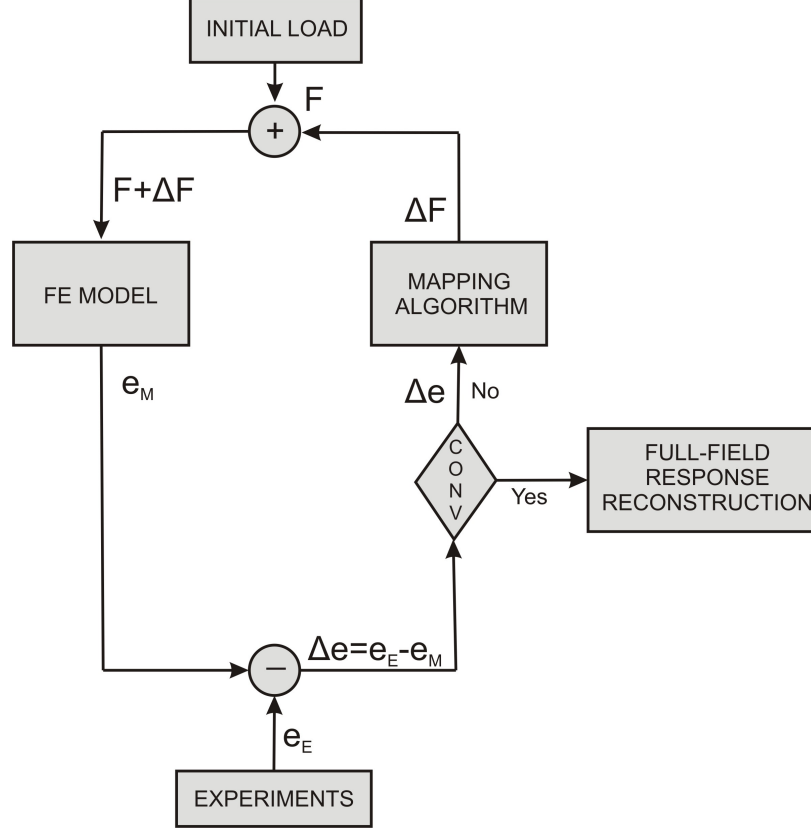 INITIAL LOAD
F
+
F+ΔF
ΔF
FE MODEL
MAPPING
ALGORITHM
e_M
Δe
No
C
O
N
V
Yes
FULL-FIELD
RESPONSE
RECONSTRUCTION
Δe=e_E-e_M
−
e_E
EXPERIMENTS